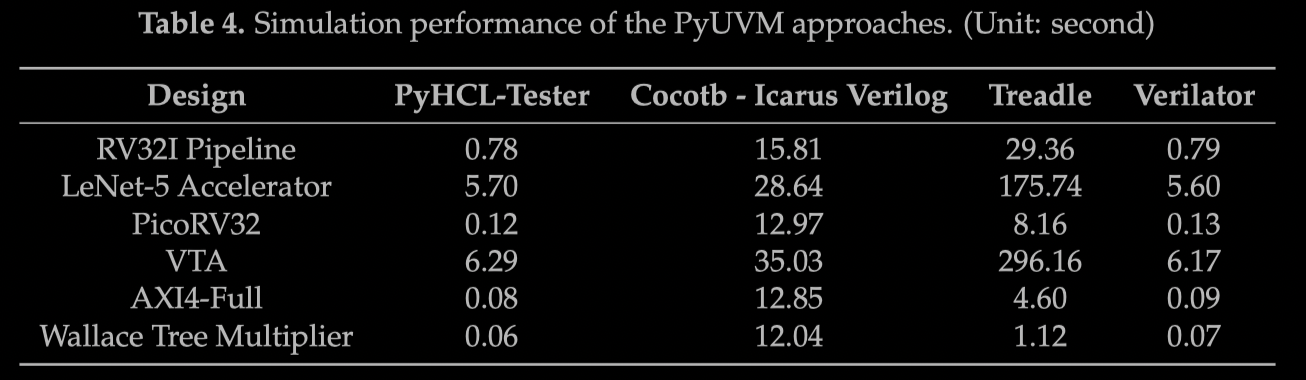 Table 4. Simulation performance of the PyUVM approaches. (Unit: second)
Design PyHCL-Tester Cocotb - Icarus Verilog Treadle Verilator
RV32I Pipeline 0.78 15.81 29.36 0.79
LeNet-5 Accelerator 5.70 28.64 175.74 5.60
PicoRV32 0.12 12.97 8.16 0.13
VTA 6.29 35.03 296.16 6.17
AXI4-Full 0.08 12.85 4.60 0.09
Wallace Tree Multiplier 0.06 12.04 1.12 0.07